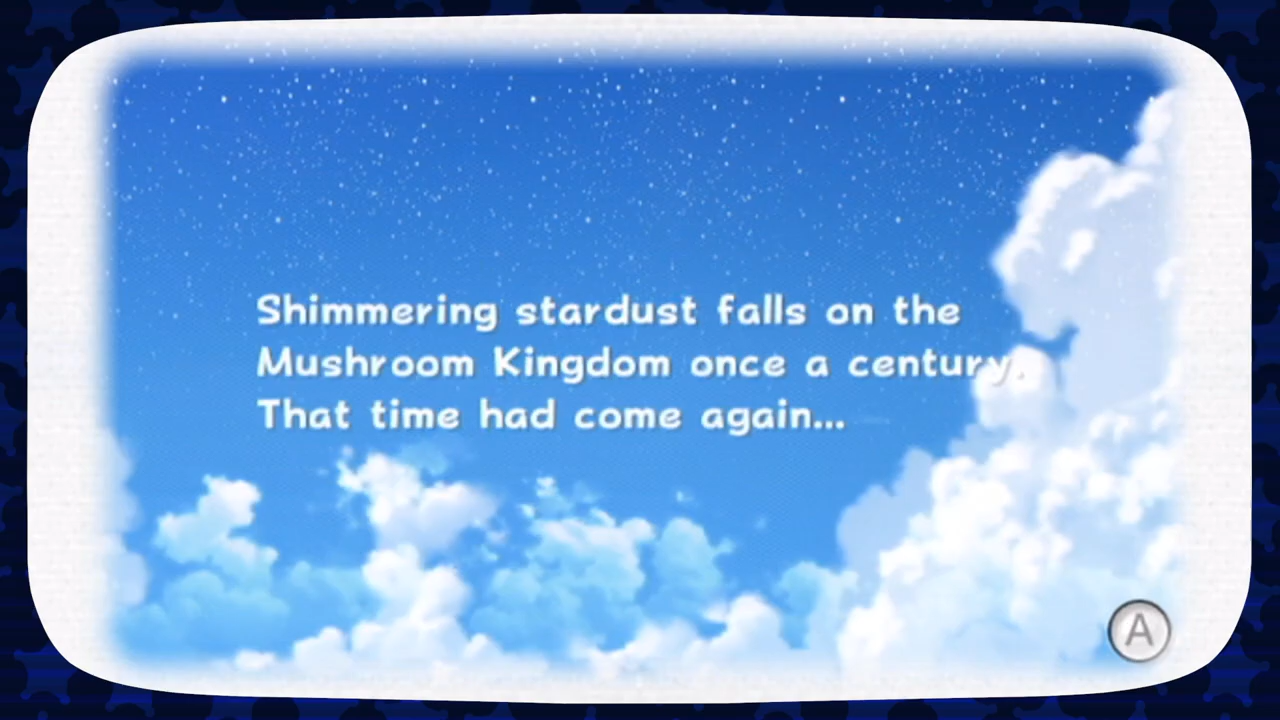 Shimmering stardust falls on the
Mushroom Kingdom once a century.
That time had come again...
A